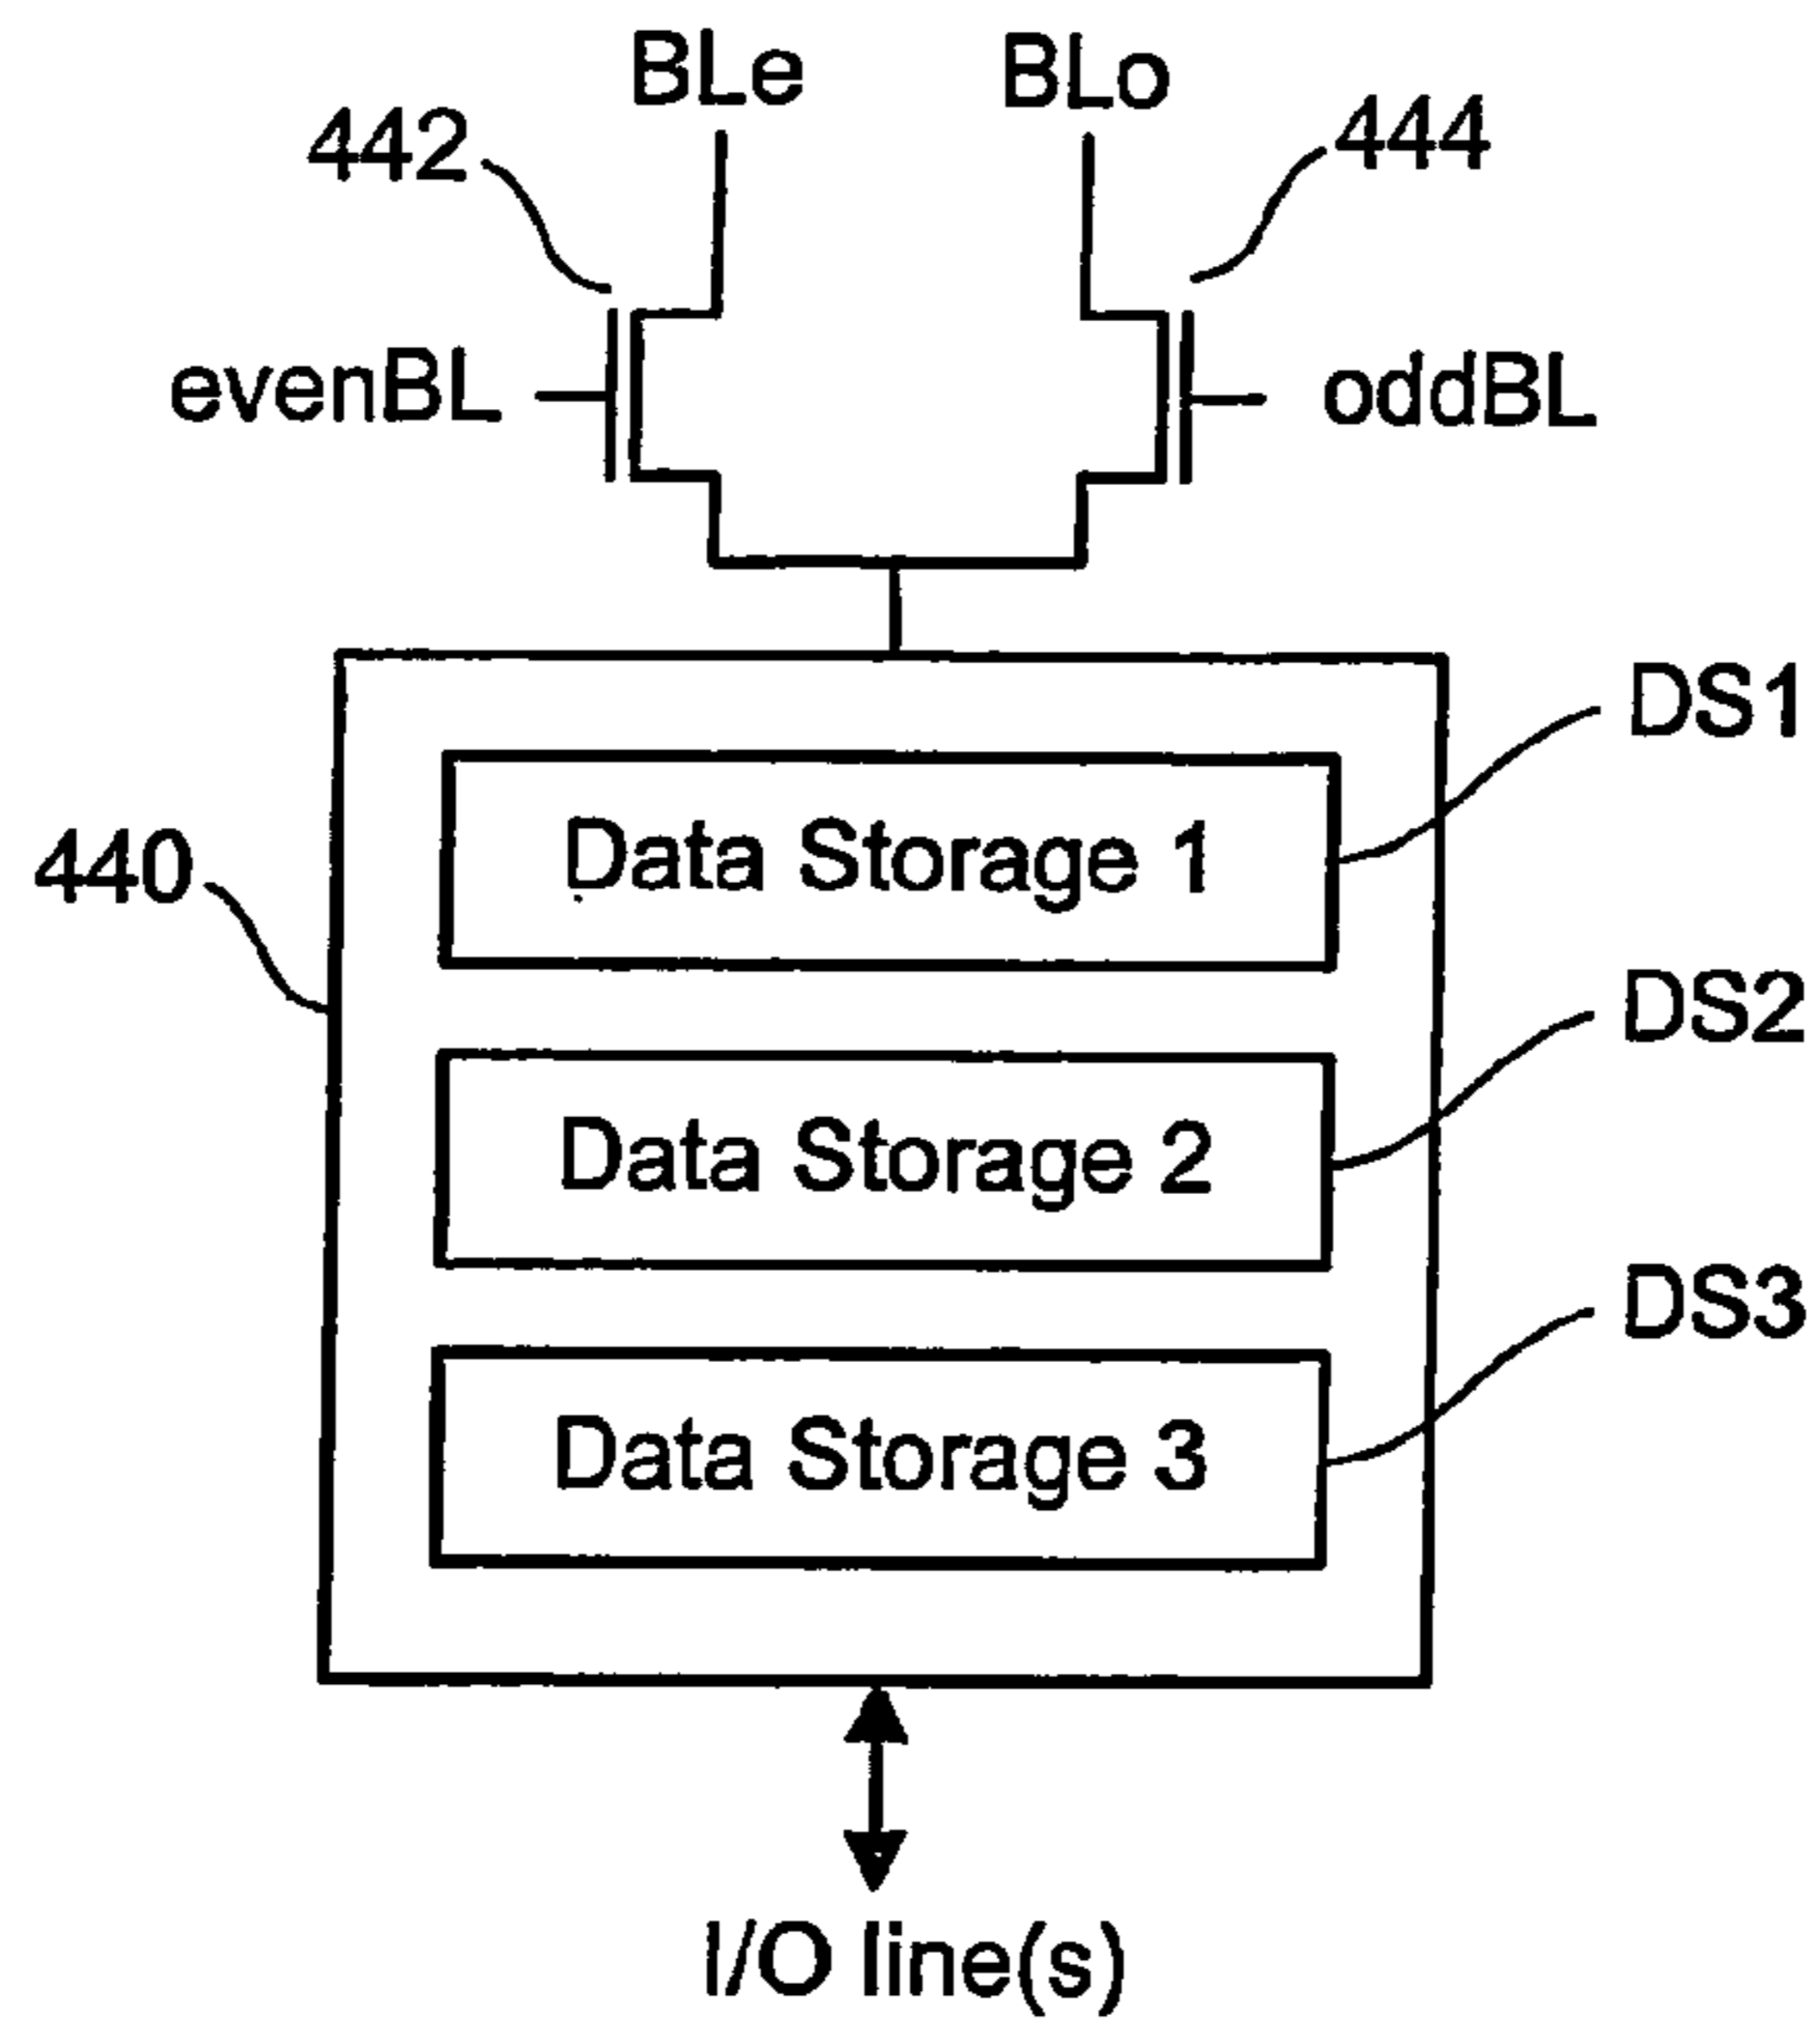 BLe BLo
442 444
evenBL oddBL
DS1
Data Storage 1
440
DS2
Data Storage 2
DS3
Data Storage 3
I/O line(s)